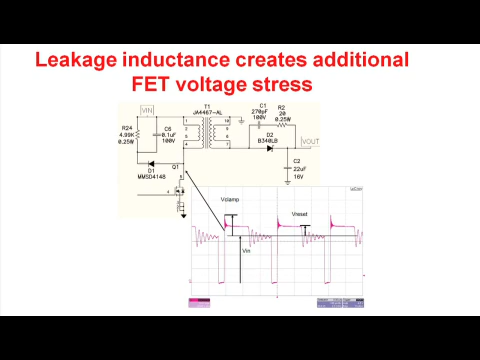 Leakage inductance creates additional
FET voltage stress
VIN
T1
JA4467-AL
C1
270pF
100V
R2
20
0.25W
R24
4.99K
0.25W
C6
0.1uF
100V
D2
B340LB
VOUT
D1
MMSD4148
Q1
C2
22uF
16V
Vclamp
Vreset
Vin